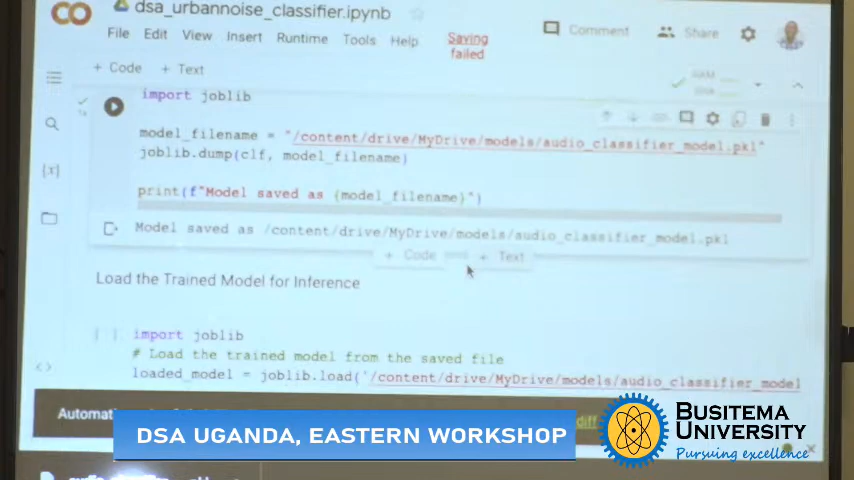 dsa_urbannoise_classifier.ipynb
File Edit View Insert Runtime Tools Help Saving failed Comment Share
+ Code + Text
import joblib
model_filename = "/content/drive/MyDrive/models/audio_classifier_model.pkl"
joblib.dump(clf, model_filename)
print(f"Model saved as {model_filename}")
Model saved as /content/drive/MyDrive/models/audio_classifier_model.pkl
+ Code + Text
Load the Trained Model for Inference
import joblib
# Load the trained model from the saved file
loaded_model = joblib.load('/content/drive/MyDrive/models/audio_classifier_model
diff
DSA UGANDA, EASTERN WORKSHOP
BUSITEMA
UNIVERSITY
Pursuing excellence